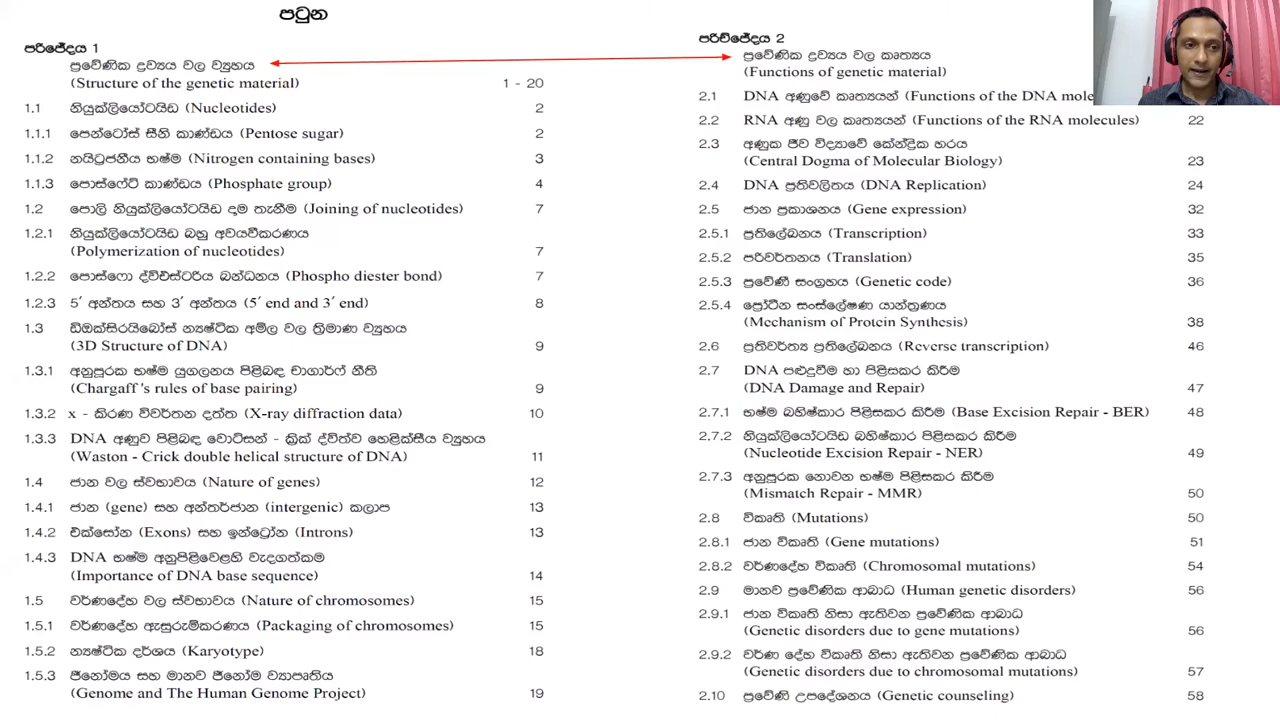 පටුන
පරිජේදය 1
ප්‍රවේණික ද්‍රව්‍යය වල ව්‍යුහය
(Structure of the genetic material) 1 - 20
1.1 නියුක්ලියෝටයිඩ (Nucleotides) 2
1.1.1 පෙන්ටෝස් සීනි කාණ්ඩය (Pentose sugar) 2
1.1.2 නයිට්‍රජනීය භෂ්ම (Nitrogen containing bases) 3
1.1.3 පොස්ෆේට් කාණ්ඩය (Phosphate group) 4
1.2 පොලි නියුක්ලියෝටයිඩ දාම තැනීම (Joining of nucleotides) 7
1.2.1 නියුක්ලියෝටයිඩ බහු අවයවීකරණය
(Polymerization of nucleotides) 7
1.2.2 පොස්ෆො ද්විඑස්ටරීය බන්ධනය (Phospho diester bond) 7
1.2.3 5′ අන්තය සහ 3′ අන්තය (5′ end and 3′ end) 8
1.3 ඩිඔක්සිරයිබෝස් න්‍යෂ්ටික අම්ල වල ත්‍රිමාණ ව්‍යුහය
(3D Structure of DNA) 9
1.3.1 අනුපූරක භෂ්ම යුගලනය පිළිබඳ චාගාර්ෆ් නීති
(Chargaff 's rules of base pairing) 9
1.3.2 x - කිරණ විවර්තන දත්ත (X-ray diffraction data) 10
1.3.3 DNA අණුව පිළිබඳ වොට්සන් - ක්‍රික් ද්විත්ව හෙළික්සීය ව්‍යුහය
(Waston - Crick double helical structure of DNA) 11
1.4 ජාන වල ස්වභාවය (Nature of genes) 12
1.4.1 ජාන (gene) සහ අන්තර්ජාන (intergenic) කලාප 13
1.4.2 එක්සෝන (Exons) සහ ඉන්ට්‍රෝන (Introns) 13
1.4.3 DNA භෂ්ම අනුපිළිවෙළහි වැදගත්කම
(Importance of DNA base sequence) 14
1.5 වර්ණදේහ වල ස්වභාවය (Nature of chromosomes) 15
1.5.1 වර්ණදේහ ඇසුරුම්කරණය (Packaging of chromosomes) 15
1.5.2 න්‍යෂ්ටික දර්ශය (Karyotype) 18
1.5.3 ජීනෝමය සහ මානව ජීනෝම ව්‍යාපෘතිය
(Genome and The Human Genome Project) 19
පරිච්ජේදය 2
ප්‍රවේණික ද්‍රව්‍යය වල කෘත්‍යය
(Functions of genetic material)
2.1 DNA අණුවේ කෘත්‍යයන් (Functions of the DNA mole
2.2 RNA අණු වල කෘත්‍යයන් (Functions of the RNA molecules) 22
2.3 අණුක ජීව විද්‍යාවේ කේන්ද්‍රික හරය
(Central Dogma of Molecular Biology) 23
2.4 DNA ප්‍රතිවලිතය (DNA Replication) 24
2.5 ජාන ප්‍රකාශනය (Gene expression) 32
2.5.1 ප්‍රතිලේඛනය (Transcription) 33
2.5.2 පරිවර්තනය (Translation) 35
2.5.3 ප්‍රවේණී සංග්‍රහය (Genetic code) 36
2.5.4 ප්‍රෝටීන සංස්ලේෂණ යාන්ත්‍රණය
(Mechanism of Protein Synthesis) 38
2.6 ප්‍රතිවර්ත්‍ය ප්‍රතිලේඛනය (Reverse transcription) 46
2.7 DNA පළුදුවීම හා පිළිසකර කිරීම
(DNA Damage and Repair) 47
2.7.1 භෂ්ම බහිෂ්කාර පිළිසකර කිරීම (Base Excision Repair - BER) 48
2.7.2 නියුක්ලියෝටයිඩ බහිෂ්කාර පිළිසකර කිරීම
(Nucleotide Excision Repair - NER) 49
2.7.3 අනුපූරක නොවන භෂ්ම පිළිසකර කිරීම
(Mismatch Repair - MMR) 50
2.8 විකෘති (Mutations) 50
2.8.1 ජාන විකෘති (Gene mutations) 51
2.8.2 වර්ණදේහ විකෘති (Chromosomal mutations) 54
2.9 මානව ප්‍රවේණික ආබාධ (Human genetic disorders) 56
2.9.1 ජාන විකෘති නිසා ඇතිවන ප්‍රවේණික ආබාධ
(Genetic disorders due to gene mutations) 56
2.9.2 වර්ණ දේහ විකෘති නිසා ඇතිවන ප්‍රවේණික ආබාධ
(Genetic disorders due to chromosomal mutations) 57
2.10 ප්‍රවේණි උපදේශනය (Genetic counseling) 58